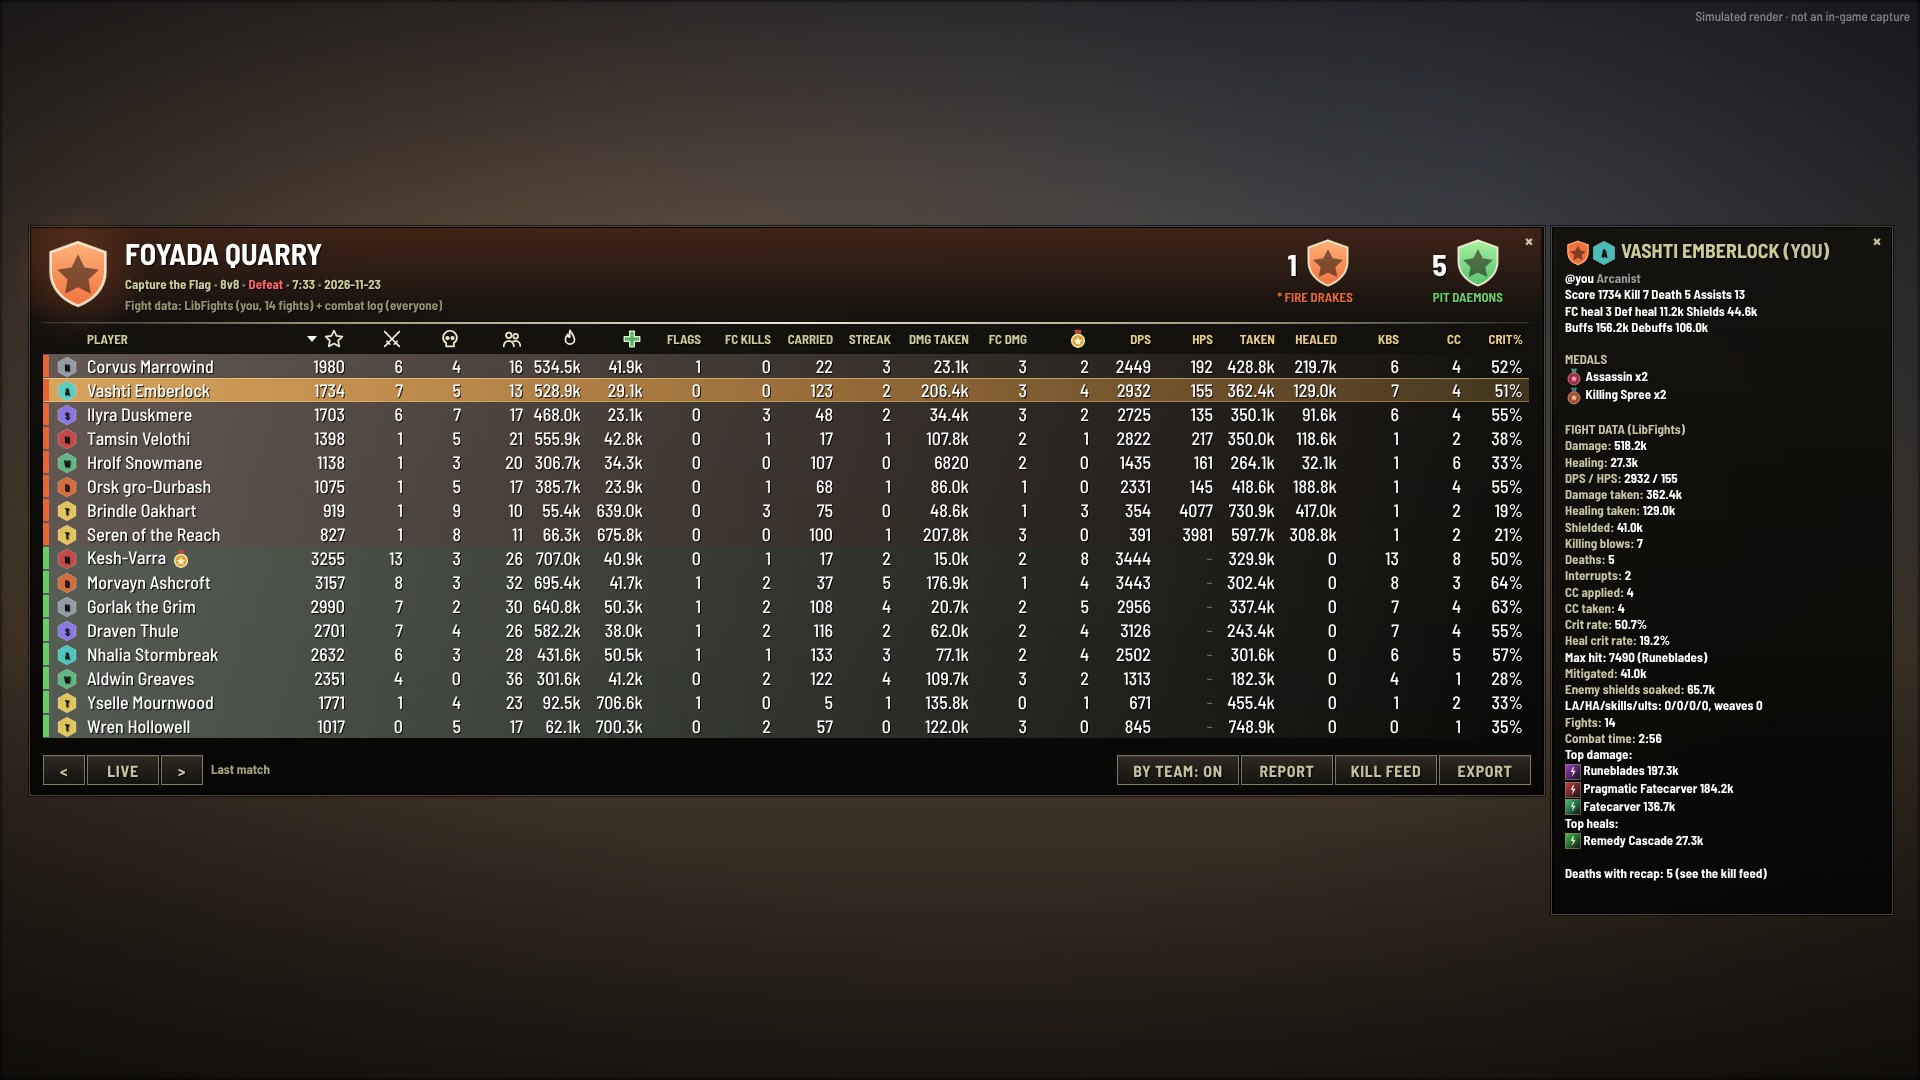 Simulated render · not an in-game capture
FOYADA QUARRY
Capture the Flag · 8v8 · Defeat · 7:33 · 2026-11-23
Fight data: LibFights (you, 14 fights) + combat log (everyone)
1
* FIRE DRAKES
5
PIT DAEMONS
×
PLAYER FLAGS FC KILLS CARRIED STREAK DMG TAKEN FC DMG DPS HPS TAKEN HEALED KBS CC CRIT%
Corvus Marrowind 1980 6 4 16 534.5k 41.9k 1 0 22 3 23.1k 3 2 2449 192 428.8k 219.7k 6 4 52%
Vashti Emberlock 1734 7 5 13 528.9k 29.1k 0 0 123 2 206.4k 3 4 2932 155 362.4k 129.0k 7 4 51%
Ilyra Duskmere 1703 6 7 17 468.0k 23.1k 0 3 48 2 34.4k 3 2 2725 135 350.1k 91.6k 6 4 55%
Tamsin Velothi 1398 1 5 21 555.9k 42.8k 0 1 17 1 107.8k 2 1 2822 217 350.0k 118.6k 1 2 38%
Hrolf Snowmane 1138 1 3 20 306.7k 34.3k 0 0 107 0 6820 2 0 1435 161 264.1k 32.1k 1 6 33%
Orsk gro-Durbash 1075 1 5 17 385.7k 23.9k 0 1 68 1 86.0k 1 0 2331 145 418.6k 188.8k 1 4 55%
Brindle Oakhart 919 1 9 10 55.4k 639.0k 0 3 75 0 48.6k 1 3 354 4077 730.9k 417.0k 1 2 19%
Seren of the Reach 827 1 8 11 66.3k 675.8k 0 0 100 1 207.8k 3 0 391 3981 597.7k 308.8k 1 2 21%
Kesh-Varra 3255 13 3 26 707.0k 40.9k 0 1 17 2 15.0k 2 8 3444 - 329.9k 0 13 8 50%
Morvayn Ashcroft 3157 8 3 32 695.4k 41.7k 1 2 37 5 176.9k 1 4 3443 - 302.4k 0 8 3 64%
Gorlak the Grim 2990 7 2 30 640.8k 50.3k 1 2 108 4 20.7k 2 5 2956 - 337.4k 0 7 4 63%
Draven Thule 2701 7 4 26 582.2k 38.0k 1 2 116 2 62.0k 2 4 3126 - 243.4k 0 7 4 55%
Nhalia Stormbreak 2632 6 3 28 431.6k 50.5k 1 1 133 3 77.1k 2 4 2502 - 301.6k 0 6 5 57%
Aldwin Greaves 2351 4 0 36 301.6k 41.2k 0 2 122 4 109.7k 3 2 1313 - 182.3k 0 4 1 28%
Yselle Mournwood 1771 1 4 23 92.5k 706.6k 1 0 5 1 135.8k 0 1 671 - 455.4k 0 1 2 33%
Wren Hollowell 1017 0 5 17 62.1k 700.3k 0 2 57 0 122.0k 3 0 845 - 748.9k 0 0 1 35%
< LIVE > Last match BY TEAM: ON REPORT KILL FEED EXPORT
VASHTI EMBERLOCK (YOU) ×
@you Arcanist
Score 1734 Kill 7 Death 5 Assists 13
FC heal 3 Def heal 11.2k Shields 44.6k
Buffs 156.2k Debuffs 106.0k
MEDALS
Assassin x2
Killing Spree x2
FIGHT DATA (LibFights)
Damage: 518.2k
Healing: 27.3k
DPS / HPS: 2932 / 155
Damage taken: 362.4k
Healing taken: 129.0k
Shielded: 41.0k
Killing blows: 7
Deaths: 5
Interrupts: 2
CC applied: 4
CC taken: 4
Crit rate: 50.7%
Heal crit rate: 19.2%
Max hit: 7490 (Runeblades)
Mitigated: 41.0k
Enemy shields soaked: 65.7k
LA/HA/skills/ults: 0/0/0/0, weaves 0
Fights: 14
Combat time: 2:56
Top damage:
Runeblades 197.3k
Pragmatic Fatecarver 184.2k
Fatecarver 136.7k
Top heals:
Remedy Cascade 27.3k
Deaths with recap: 5 (see the kill feed)